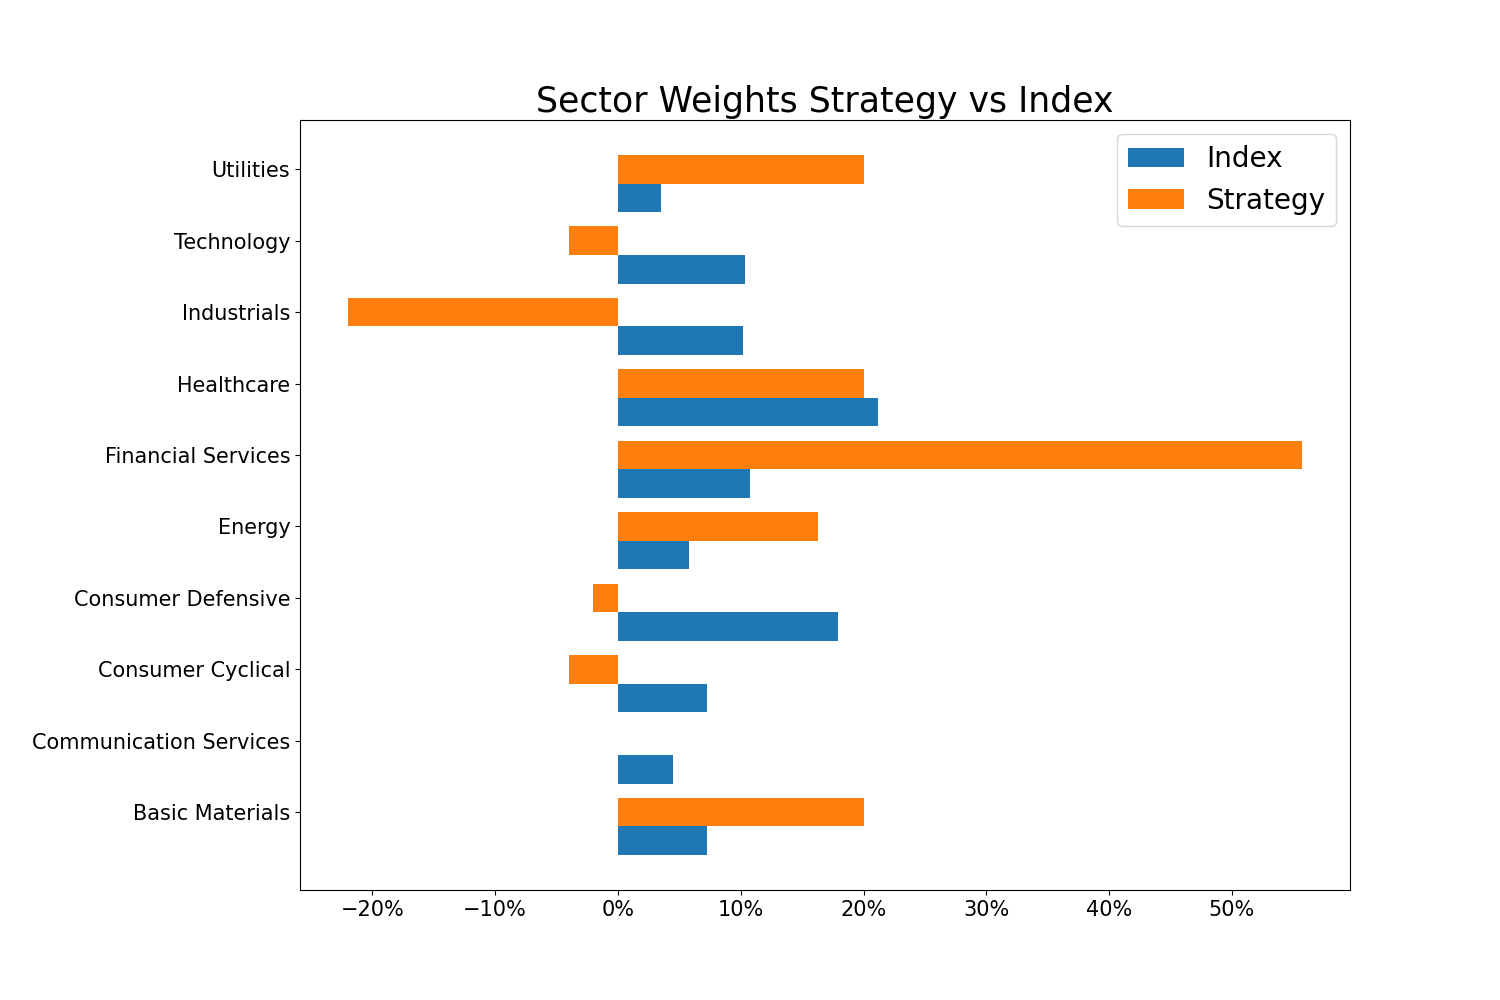 Sector Weights Strategy vs Index
Index
Strategy
Utilities
Technology
Industrials
Healthcare
Financial Services
Energy
Consumer Defensive
Consumer Cyclical
Communication Services
Basic Materials
−20% −10% 0% 10% 20% 30% 40% 50%